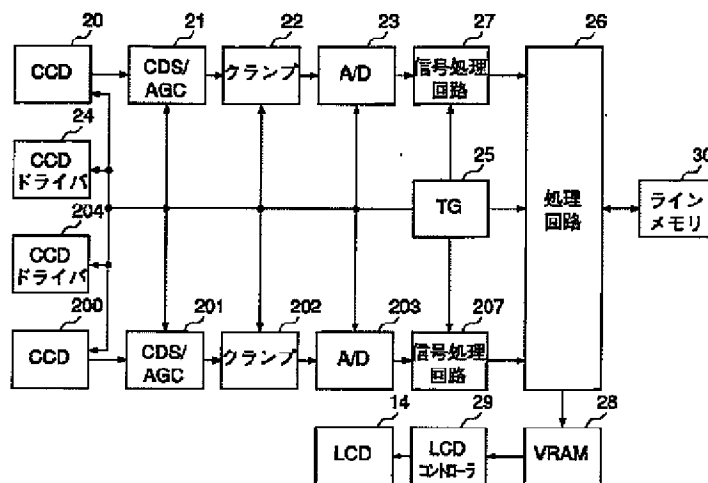 20
21
22
23
27
26
CCD
CDS/
AGC
クランプ
A/D
信号処理
回路
24
CCD
ドライバ
25
TG
処理
回路
30
ライン
メモリ
204
CCD
ドライバ
200
201
202
203
207
CCD
CDS/
AGC
クランプ
A/D
信号処理
回路
14
29
28
LCD
LCD
コントローラ
VRAM